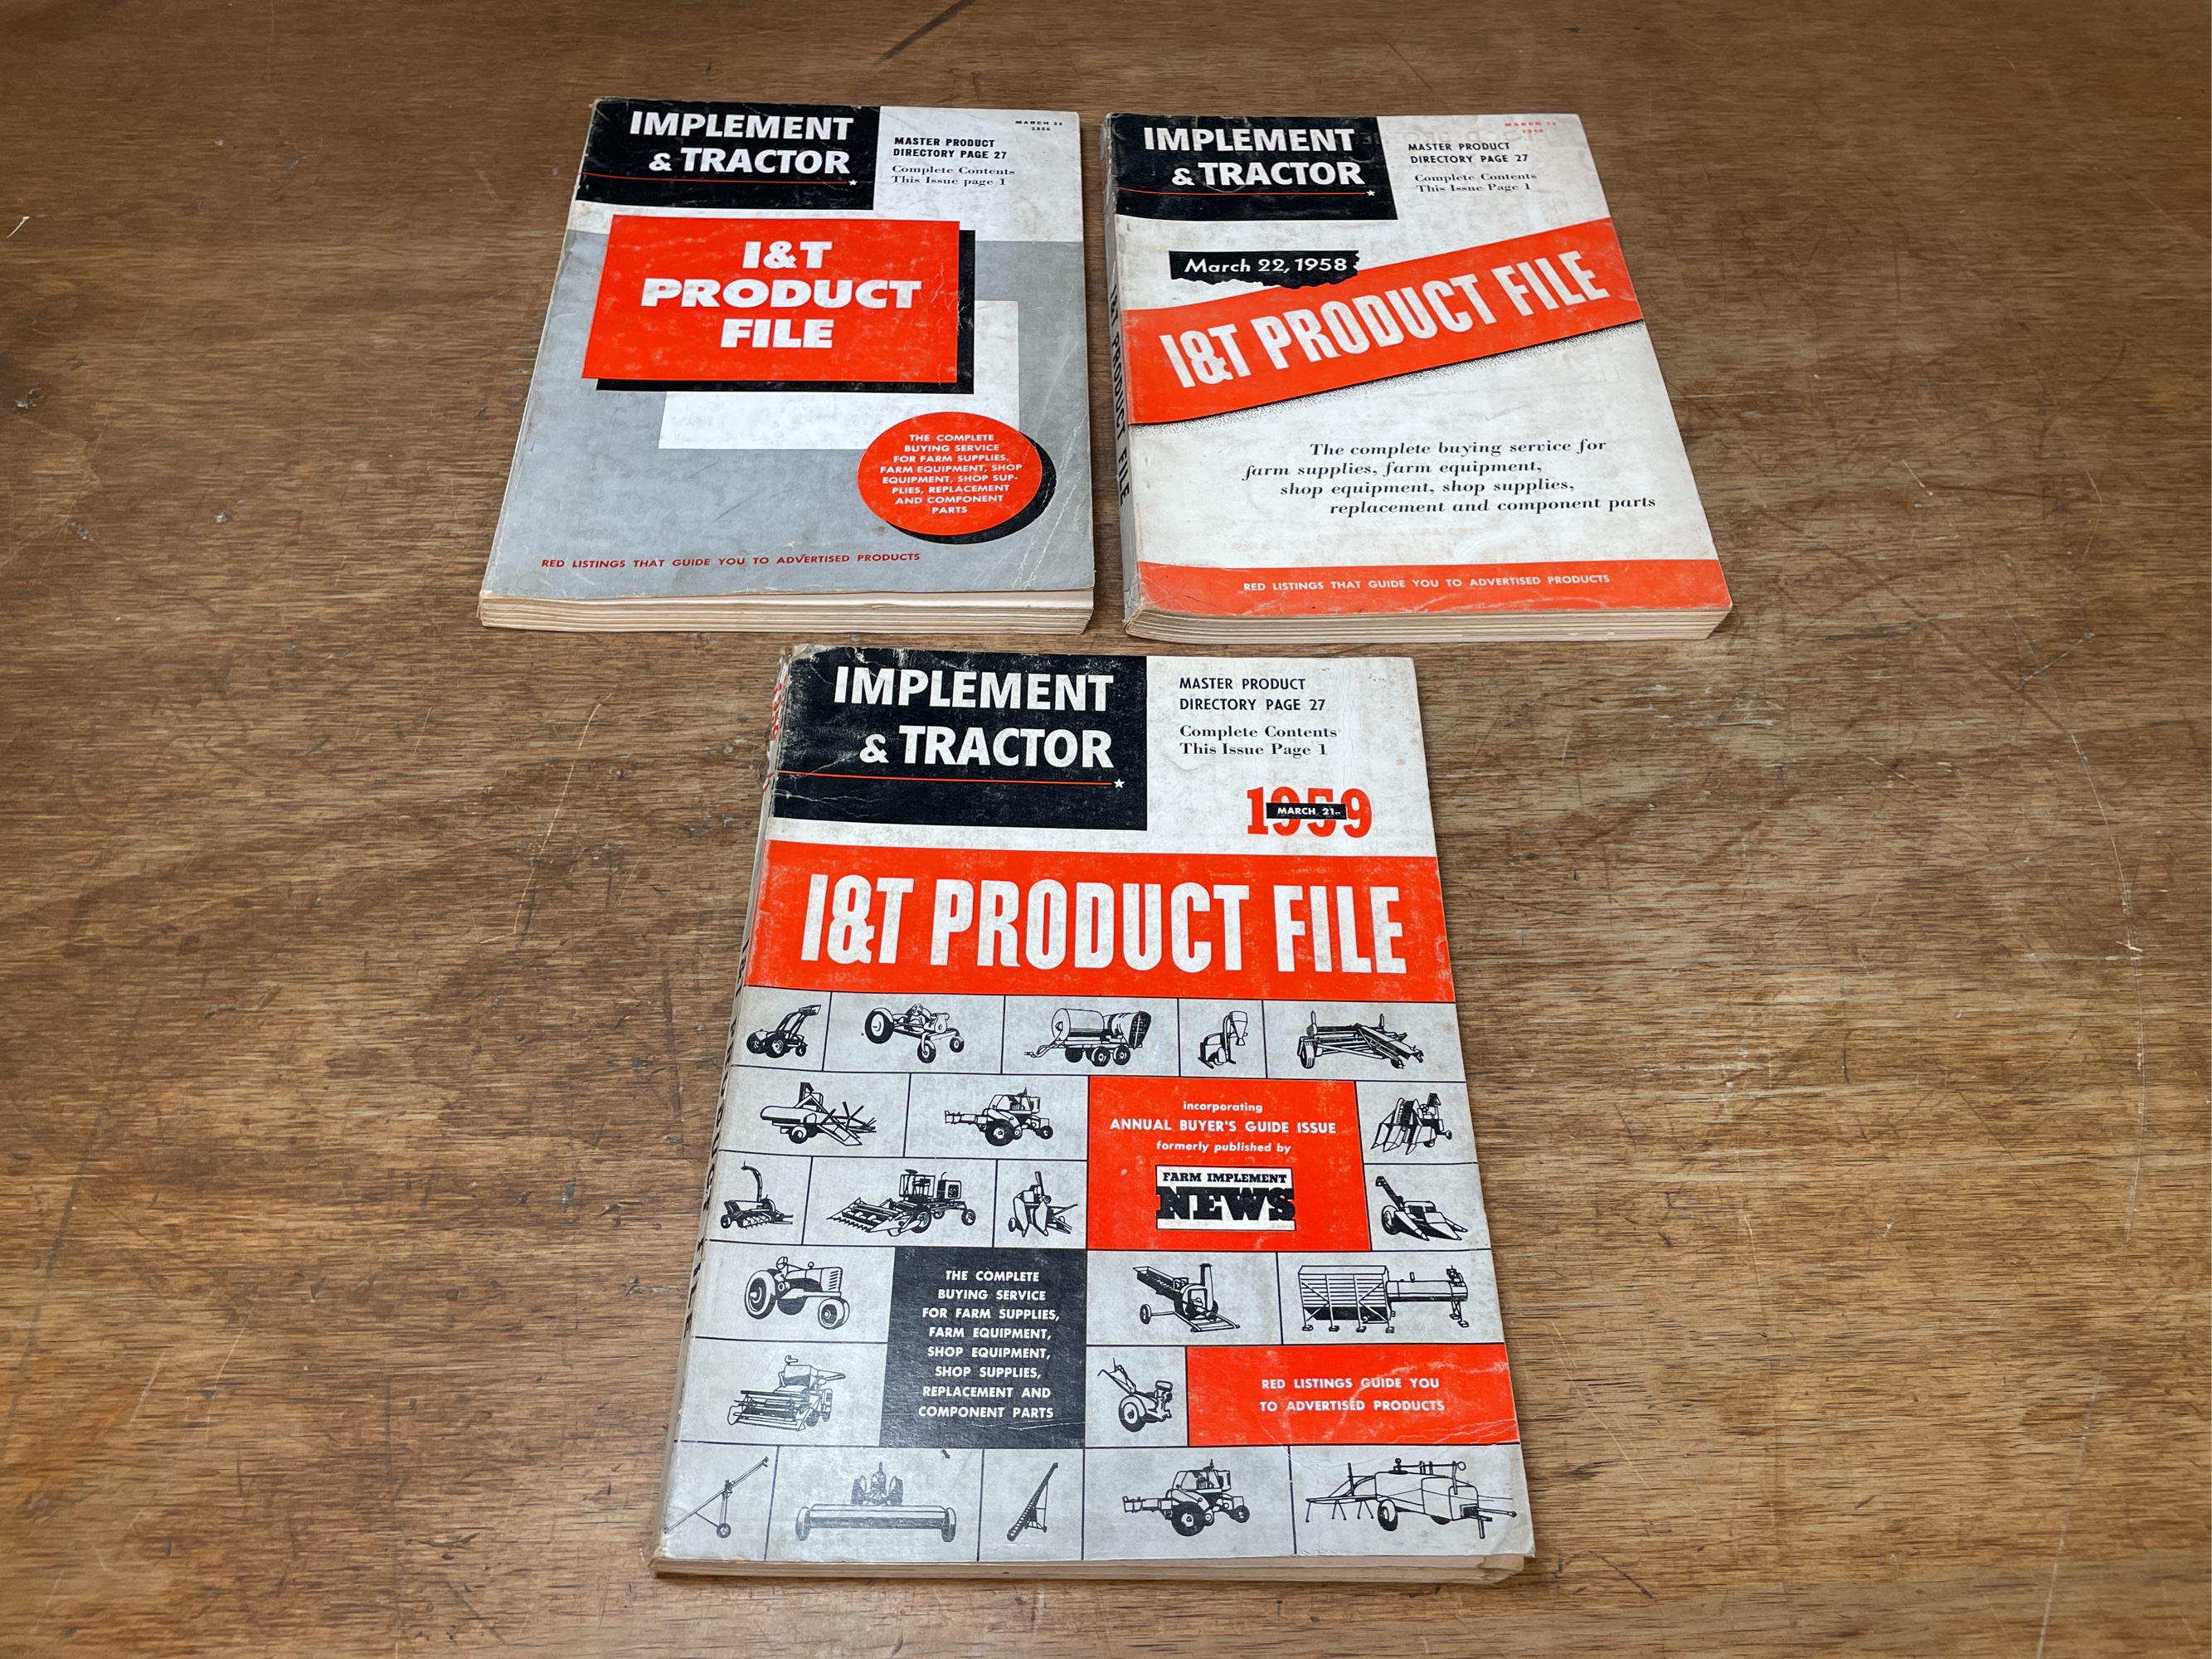 IMPLEMENT
& TRACTOR
MASTER PRODUCT
DIRECTORY PAGE 27
Complete Contents
This Issue page 1
MARCH 24
1956
I&T
PRODUCT
FILE
THE COMPLETE
BUYING SERVICE
FOR FARM SUPPLIES,
FARM EQUIPMENT, SHOP
EQUIPMENT, SHOP SUP-
PLIES, REPLACEMENT
AND COMPONENT
PARTS
RED LISTINGS THAT GUIDE YOU TO ADVERTISED PRODUCTS
IMPLEMENT
& TRACTOR
MASTER PRODUCT
DIRECTORY PAGE 27
Complete Contents
This Issue Page 1
MARCH
March 22, 1958
I&T PRODUCT FILE
The complete buying service for
farm supplies, farm equipment,
shop equipment, shop supplies,
replacement and component parts
RED LISTINGS THAT GUIDE YOU TO ADVERTISED PRODUCTS
I&T PRODUCT FILE
IMPLEMENT
& TRACTOR
MASTER PRODUCT
DIRECTORY PAGE 27
Complete Contents
This Issue Page 1
1959
MARCH 21
I&T PRODUCT FILE
incorporating
ANNUAL BUYER'S GUIDE ISSUE
formerly published by
FARM IMPLEMENT
NEWS
THE COMPLETE
BUYING SERVICE
FOR FARM SUPPLIES,
FARM EQUIPMENT,
SHOP EQUIPMENT,
SHOP SUPPLIES,
REPLACEMENT AND
COMPONENT PARTS
RED LISTINGS GUIDE YOU
TO ADVERTISED PRODUCTS